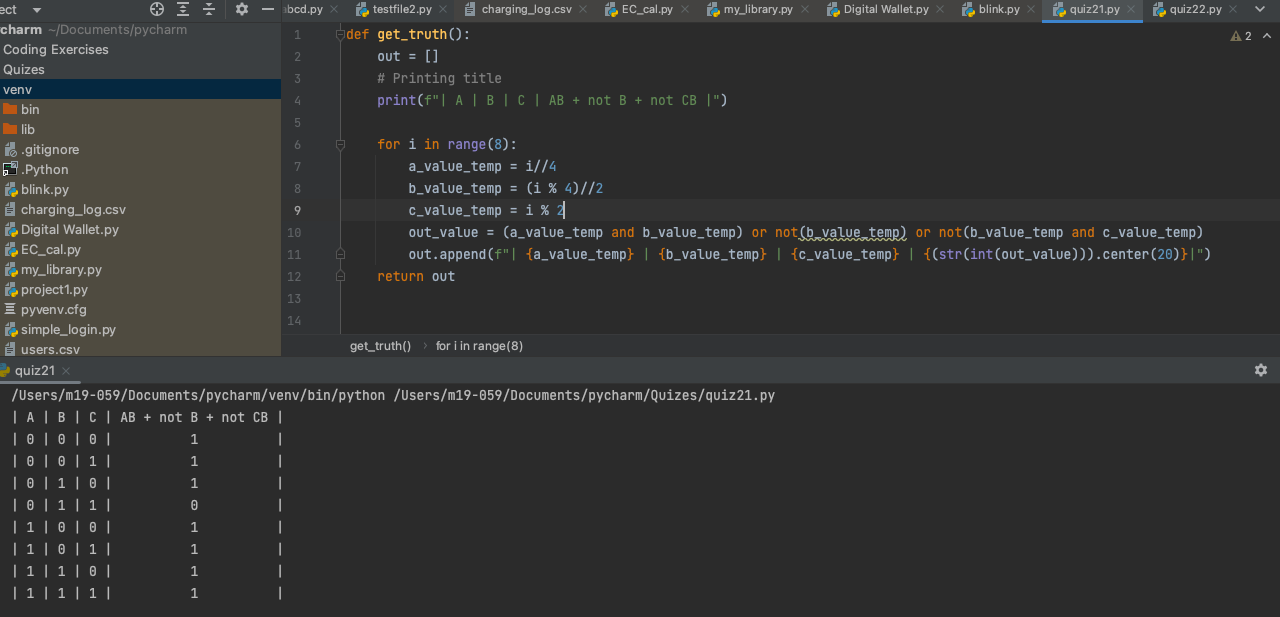 ect
bcd.py testfile2.py charging_log.csv EC_cal.py my_library.py Digital Wallet.py blink.py quiz21.py quiz22.py
charm ~/Documents/pycharm
Coding Exercises
Quizes
venv
bin
lib
.gitignore
.Python
blink.py
charging_log.csv
Digital Wallet.py
EC_cal.py
my_library.py
project1.py
pyvenv.cfg
simple_login.py
users.csv
2
1 def get_truth():
2 out = []
3 # Printing title
4 print(f"| A | B | C | AB + not B + not CB |")
5
6 for i in range(8):
7 a_value_temp = i//4
8 b_value_temp = (i % 4)//2
9 c_value_temp = i % 2
10 out_value = (a_value_temp and b_value_temp) or not(b_value_temp) or not(b_value_temp and c_value_temp)
11 out.append(f"| {a_value_temp} | {b_value_temp} | {c_value_temp} | {(str(int(out_value))).center(20)}|")
12 return out
13
14
get_truth() › for i in range(8)
quiz21
/Users/m19-059/Documents/pycharm/venv/bin/python /Users/m19-059/Documents/pycharm/Quizes/quiz21.py
| A | B | C | AB + not B + not CB |
| 0 | 0 | 0 | 1 |
| 0 | 0 | 1 | 1 |
| 0 | 1 | 0 | 1 |
| 0 | 1 | 1 | 0 |
| 1 | 0 | 0 | 1 |
| 1 | 0 | 1 | 1 |
| 1 | 1 | 0 | 1 |
| 1 | 1 | 1 | 1 |